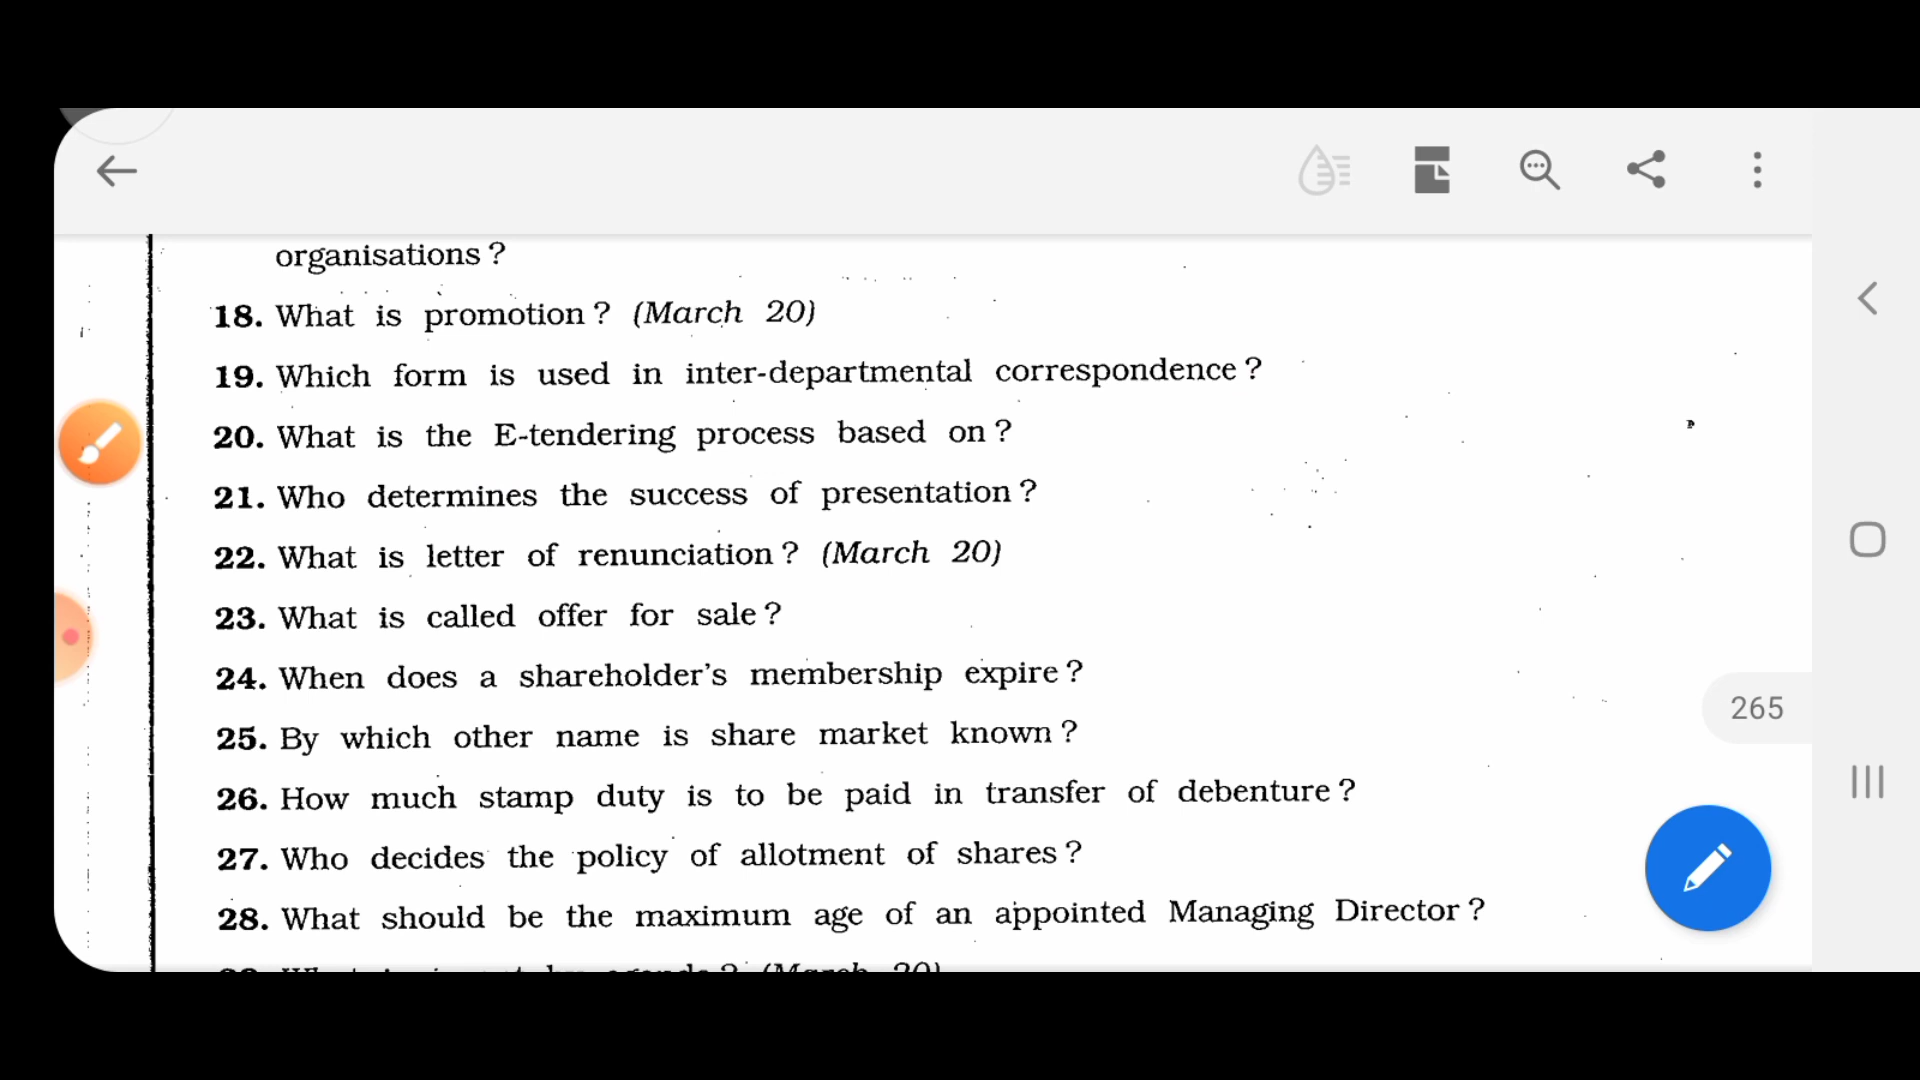 organisations ?
18. What is promotion ? (March 20)
19. Which form is used in inter-departmental correspondence ?
20. What is the E-tendering process based on ?
21. Who determines the success of presentation ?
22. What is letter of renunciation ? (March 20)
23. What is called offer for sale ?
24. When does a shareholder's membership expire ?
25. By which other name is share market known ?
265
26. How much stamp duty is to be paid in transfer of debenture ?
27. Who decides the policy of allotment of shares ?
28. What should be the maximum age of an appointed Managing Director ?